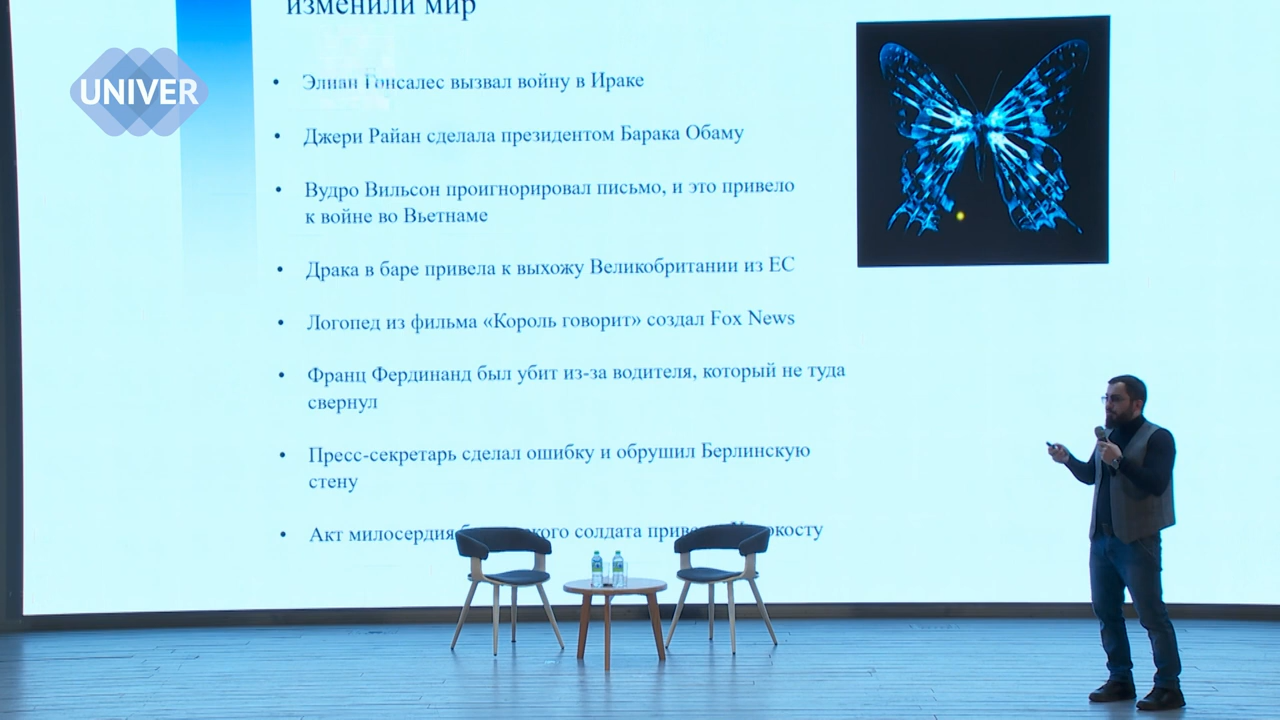 изменили мир
UNIVER
• Элиан Гонсалес вызвал войну в Ираке
• Джери Райан сделала президентом Барака Обаму
• Вудро Вильсон проигнорировал письмо, и это привело
к войне во Вьетнаме
• Драка в баре привела к выхожу Великобритании из ЕС
• Логопед из фильма «Король говорит» создал Fox News
• Франц Фердинанд был убит из-за водителя, который не туда
свернул
• Пресс-секретарь сделал ошибку и обрушил Берлинскую
стену
• Акт милосердия солдата